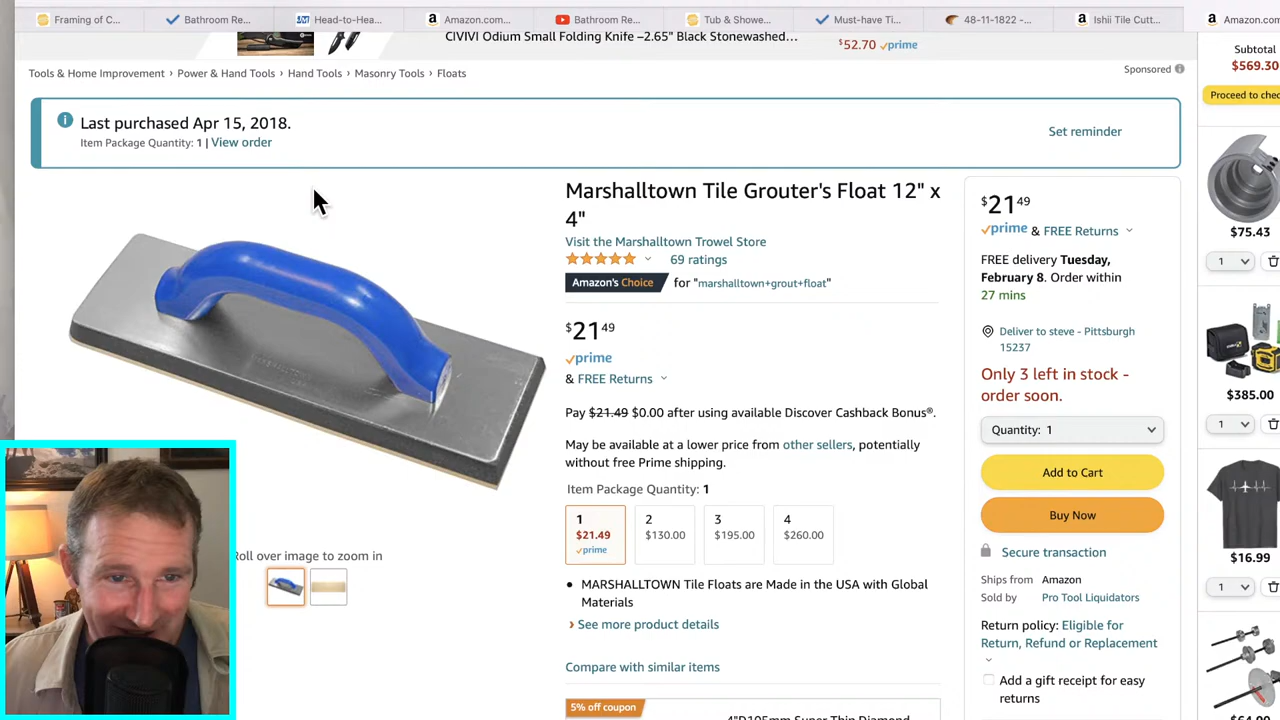 Framing of C...
Bathroom Re...
Head-to-Hea...
Amazon.com...
Bathroom Re...
Tub & Showe...
Must-have Ti...
48-11-1822 -...
Ishii Tile Cutt...
Amazon.co
CIVIVI Odium Small Folding Knife –2.65" Black Stonewashed...
$52.70 prime
Tools & Home Improvement › Power & Hand Tools › Hand Tools › Masonry Tools › Floats
Sponsored
Last purchased Apr 15, 2018.
Item Package Quantity: 1 | View order
Set reminder
Marshalltown Tile Grouter's Float 12" x
4"
Visit the Marshalltown Trowel Store
69 ratings
Amazon's Choice for "marshalltown+grout+float"
$21 49
prime
& FREE Returns
Pay $21.49 $0.00 after using available Discover Cashback Bonus®.
May be available at a lower price from other sellers, potentially
without free Prime shipping.
Item Package Quantity: 1
1
$21.49
prime
2
$130.00
3
$195.00
4
$260.00
• MARSHALLTOWN Tile Floats are Made in the USA with Global
Materials
› See more product details
Compare with similar items
5% off coupon
4"D105mm Super Thin Diamond
Roll over image to zoom in
$21 49
prime & FREE Returns
FREE delivery Tuesday,
February 8. Order within
27 mins
Deliver to steve - Pittsburgh
15237
Only 3 left in stock -
order soon.
Quantity: 1
Add to Cart
Buy Now
Secure transaction
Ships from Amazon
Sold by Pro Tool Liquidators
Return policy: Eligible for
Return, Refund or Replacement
Add a gift receipt for easy
returns
Subtotal
$569.30
Proceed to chec
$75.43
1
$385.00
1
$16.99
1